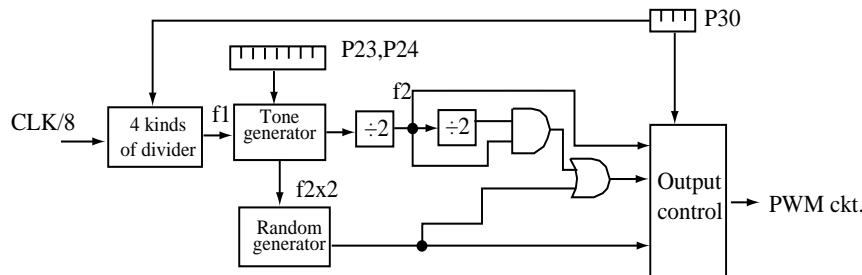 P30
P23,P24
CLK/8
4 kinds
of divider
f1
Tone
generator
÷2
f2
÷2
f2x2
Random
generator
Output
control
PWM ckt.